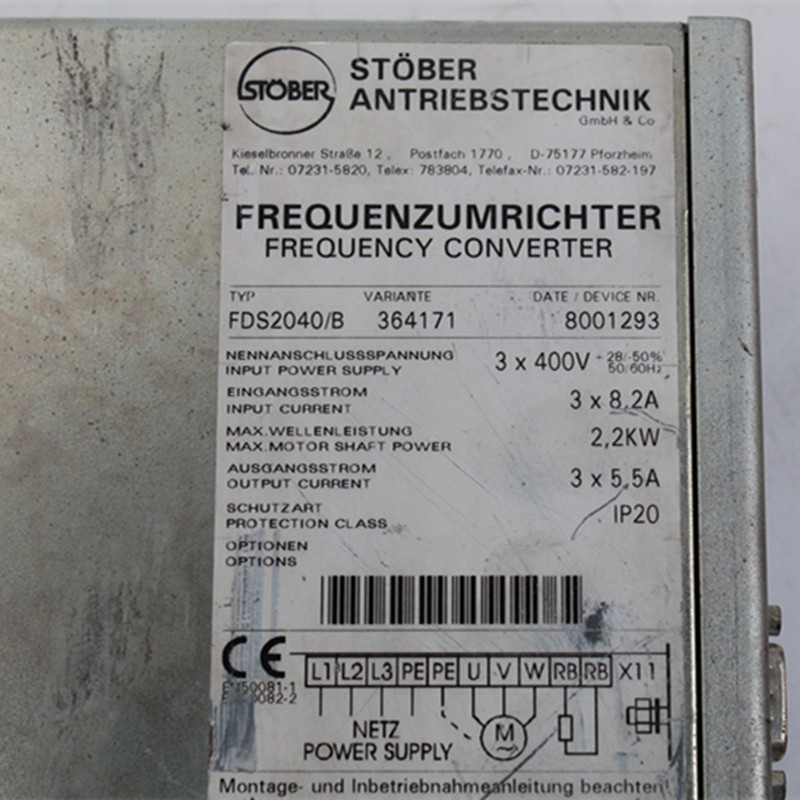 STÖBER
STÖBER
ANTRIEBSTECHNIK
GmbH & Co
Kieselbronner Straße 12, Postfach 1770, D-75177 Pforzheim
Tel. Nr.: 07231-5820, Telex: 783804, Telefax-Nr.: 07231-582-197
FREQUENZUMRICHTER
FREQUENCY CONVERTER
TYP VARIANTE DATE / DEVICE NR.
FDS2040/B 364171 8001293
NENNANSCHLUSSSPANNUNG
INPUT POWER SUPPLY 3 x 400V +28/-50% 50/60Hz
EINGANGSSTROM
INPUT CURRENT 3 x 8,2A
MAX.WELLENLEISTUNG
MAX.MOTOR SHAFT POWER 2,2KW
AUSGANGSSTROM
OUTPUT CURRENT 3 x 5,5A
SCHUTZART
PROTECTION CLASS IP20
OPTIONEN
OPTIONS
CE
EN50081-1
L1 L2 L3 PE PE U V W RB RB X11
NETZ
POWER SUPPLY
M
Montage- und Inbetriebnahmeanleitung beachten